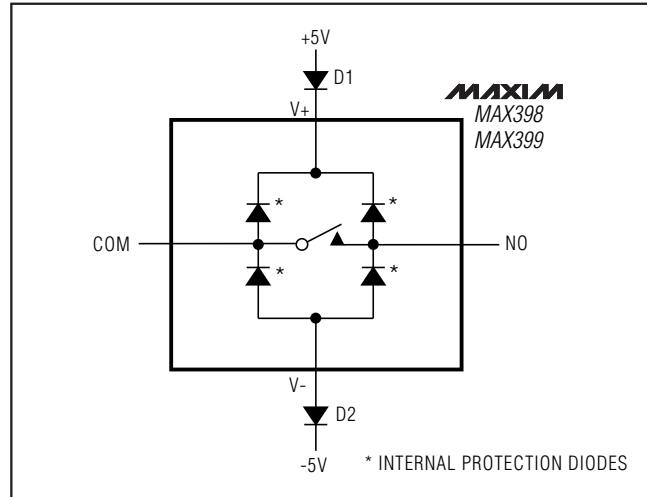 +5V
D1
MAXIM
V+
MAX398
MAX399
*
*
COM
NO
*
*
V-
D2
-5V
* INTERNAL PROTECTION DIODES